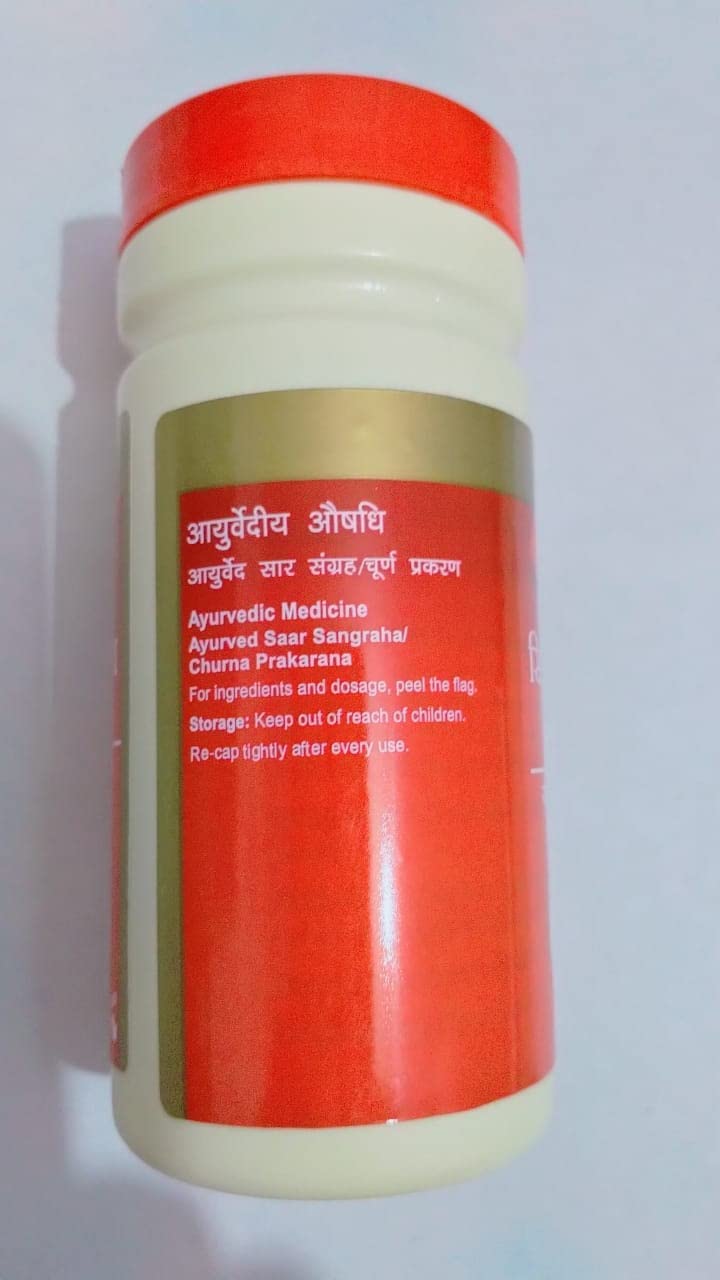 आयुर्वेदीय औषधि
आयुर्वेद सार संग्रह/चूर्ण प्रकरण
Ayurvedic Medicine
Ayurved Saar Sangraha/
Churna Prakarana
For ingredients and dosage, peel the flag.
Storage: Keep out of reach of children.
Re-cap tightly after every use.